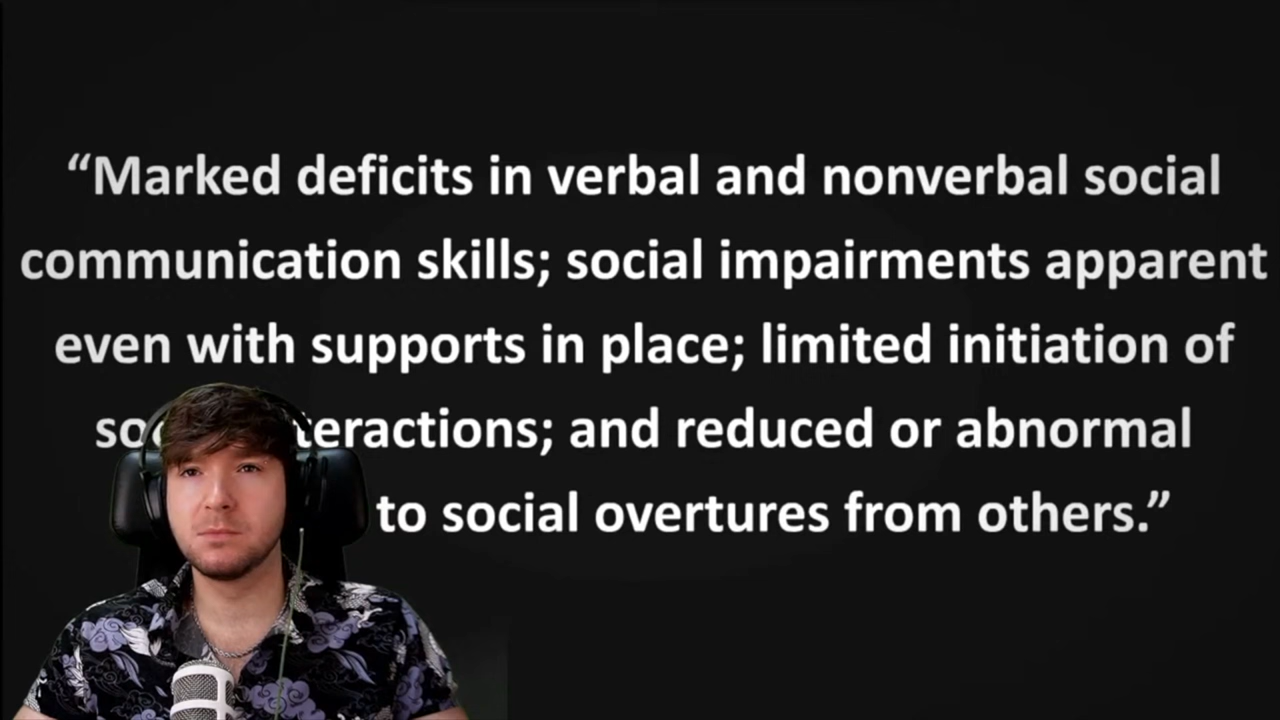 “Marked deficits in verbal and nonverbal social
communication skills; social impairments apparent
even with supports in place; limited initiation of
and reduced or abnormal
to social overtures from others.”